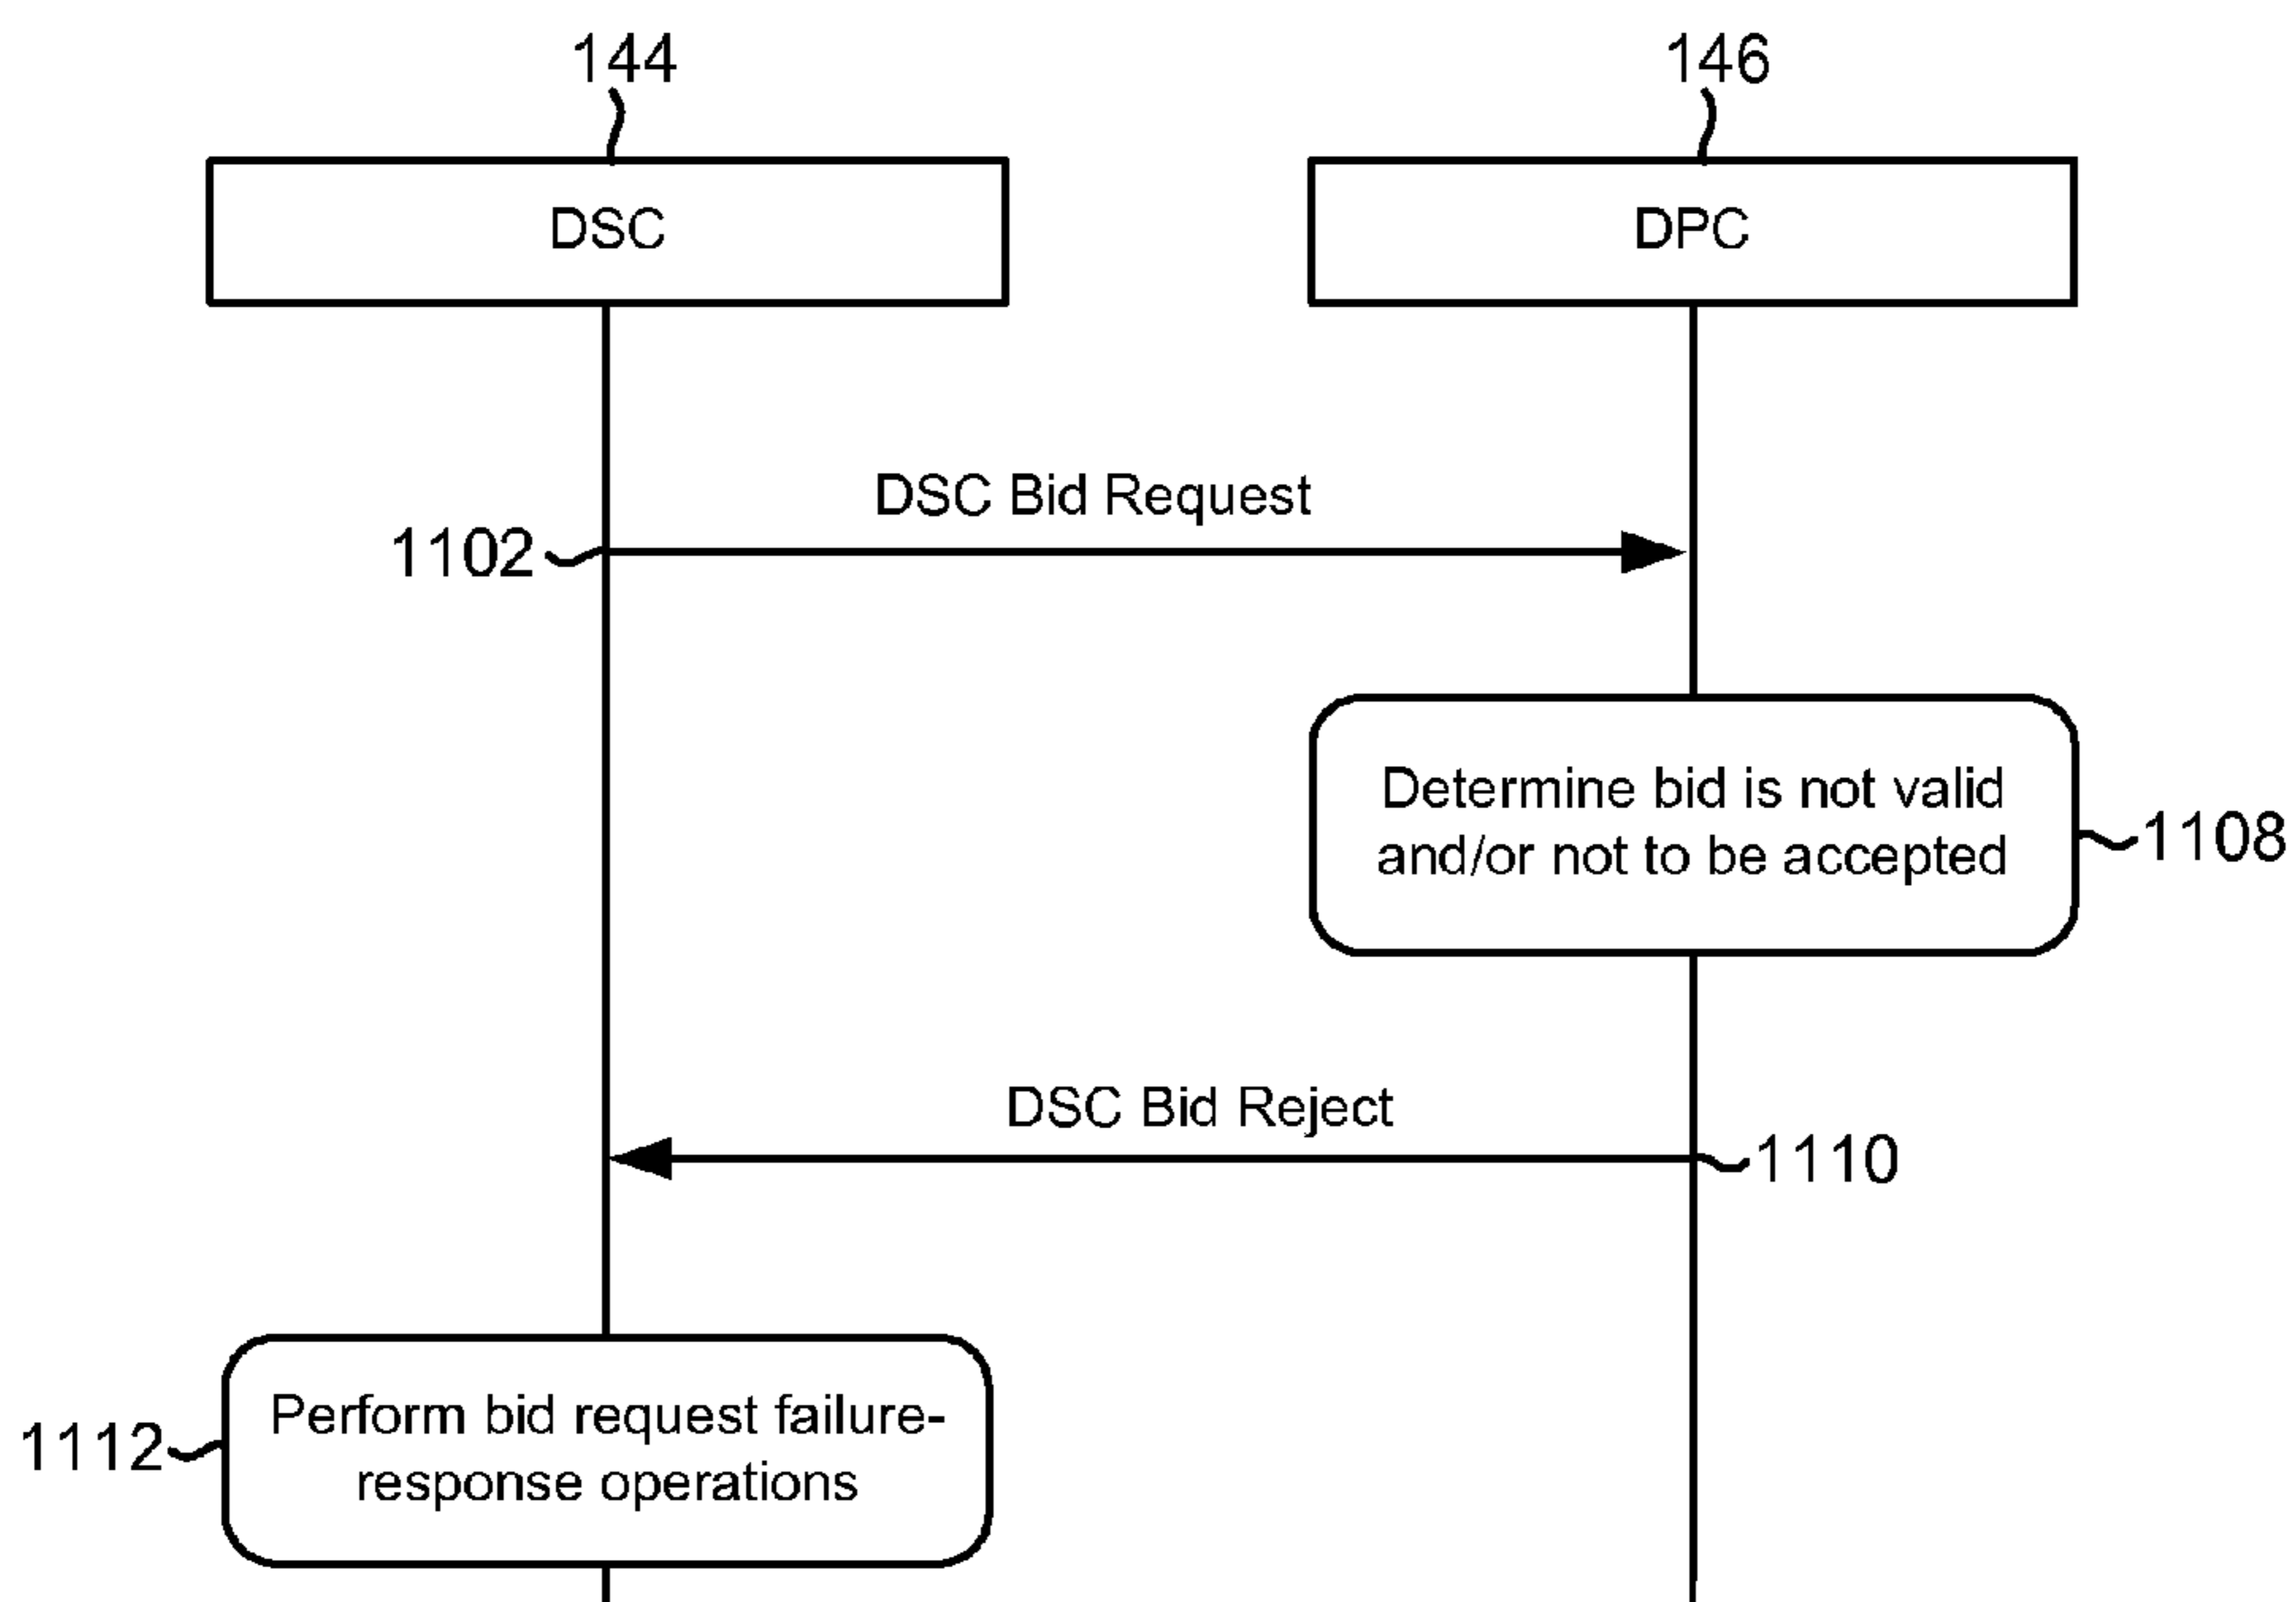 144
146
DSC
DPC
DSC Bid Request
1102
Determine bid is not valid
and/or not to be accepted
1108
DSC Bid Reject
1110
Perform bid request failure-
response operations
1112